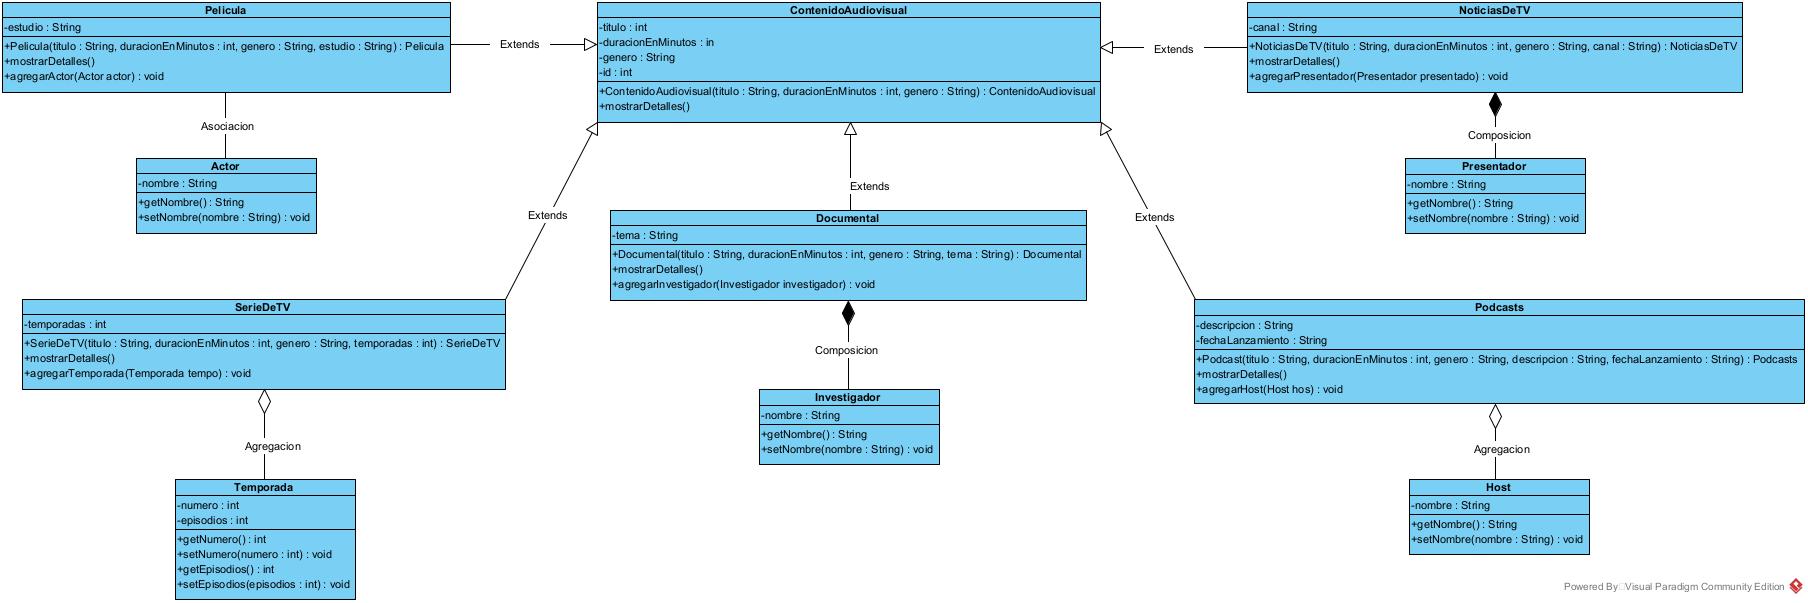 Pelicula
-estudio : String
+Pelicula(titulo : String, duracionEnMinutos : int, genero : String, estudio : String) : Pelicula
+mostrarDetalles()
+agregarActor(Actor actor) : void
Extends
ContenidoAudiovisual
-titulo : int
-duracionEnMinutos : in
-genero : String
-id : int
+ContenidoAudiovisual(titulo : String, duracionEnMinutos : int, genero : String) : ContenidoAudiovisual
+mostrarDetalles()
Extends
NoticiasDeTV
-canal : String
+NoticiasDeTV(titulo : String, duracionEnMinutos : int, genero : String, canal : String) : NoticiasDeTV
+mostrarDetalles()
+agregarPresentador(Presentador presentado) : void
Asociacion
Composicion
Actor
-nombre : String
+getNombre() : String
+setNombre(nombre : String) : void
Presentador
-nombre : String
+getNombre() : String
+setNombre(nombre : String) : void
Extends
Extends
Extends
Documental
-tema : String
+Documental(titulo : String, duracionEnMinutos : int, genero : String, tema : String) : Documental
+mostrarDetalles()
+agregarInvestigador(Investigador investigador) : void
SerieDeTV
-temporadas : int
+SerieDeTV(titulo : String, duracionEnMinutos : int, genero : String, temporadas : int) : SerieDeTV
+mostrarDetalles()
+agregarTemporada(Temporada tempo) : void
Podcasts
-descripcion : String
-fechaLanzamiento : String
+Podcast(titulo : String, duracionEnMinutos : int, genero : String, descripcion : String, fechaLanzamiento : String) : Podcasts
+mostrarDetalles()
+agregarHost(Host hos) : void
Composicion
Investigador
-nombre : String
+getNombre() : String
+setNombre(nombre : String) : void
Agregacion
Agregacion
Temporada
-numero : int
-episodios : int
+getNumero() : int
+setNumero(numero : int) : void
+getEpisodios() : int
+setEpisodios(episodios : int) : void
Host
-nombre : String
+getNombre() : String
+setNombre(nombre : String) : void
Powered By Visual Paradigm Community Edition